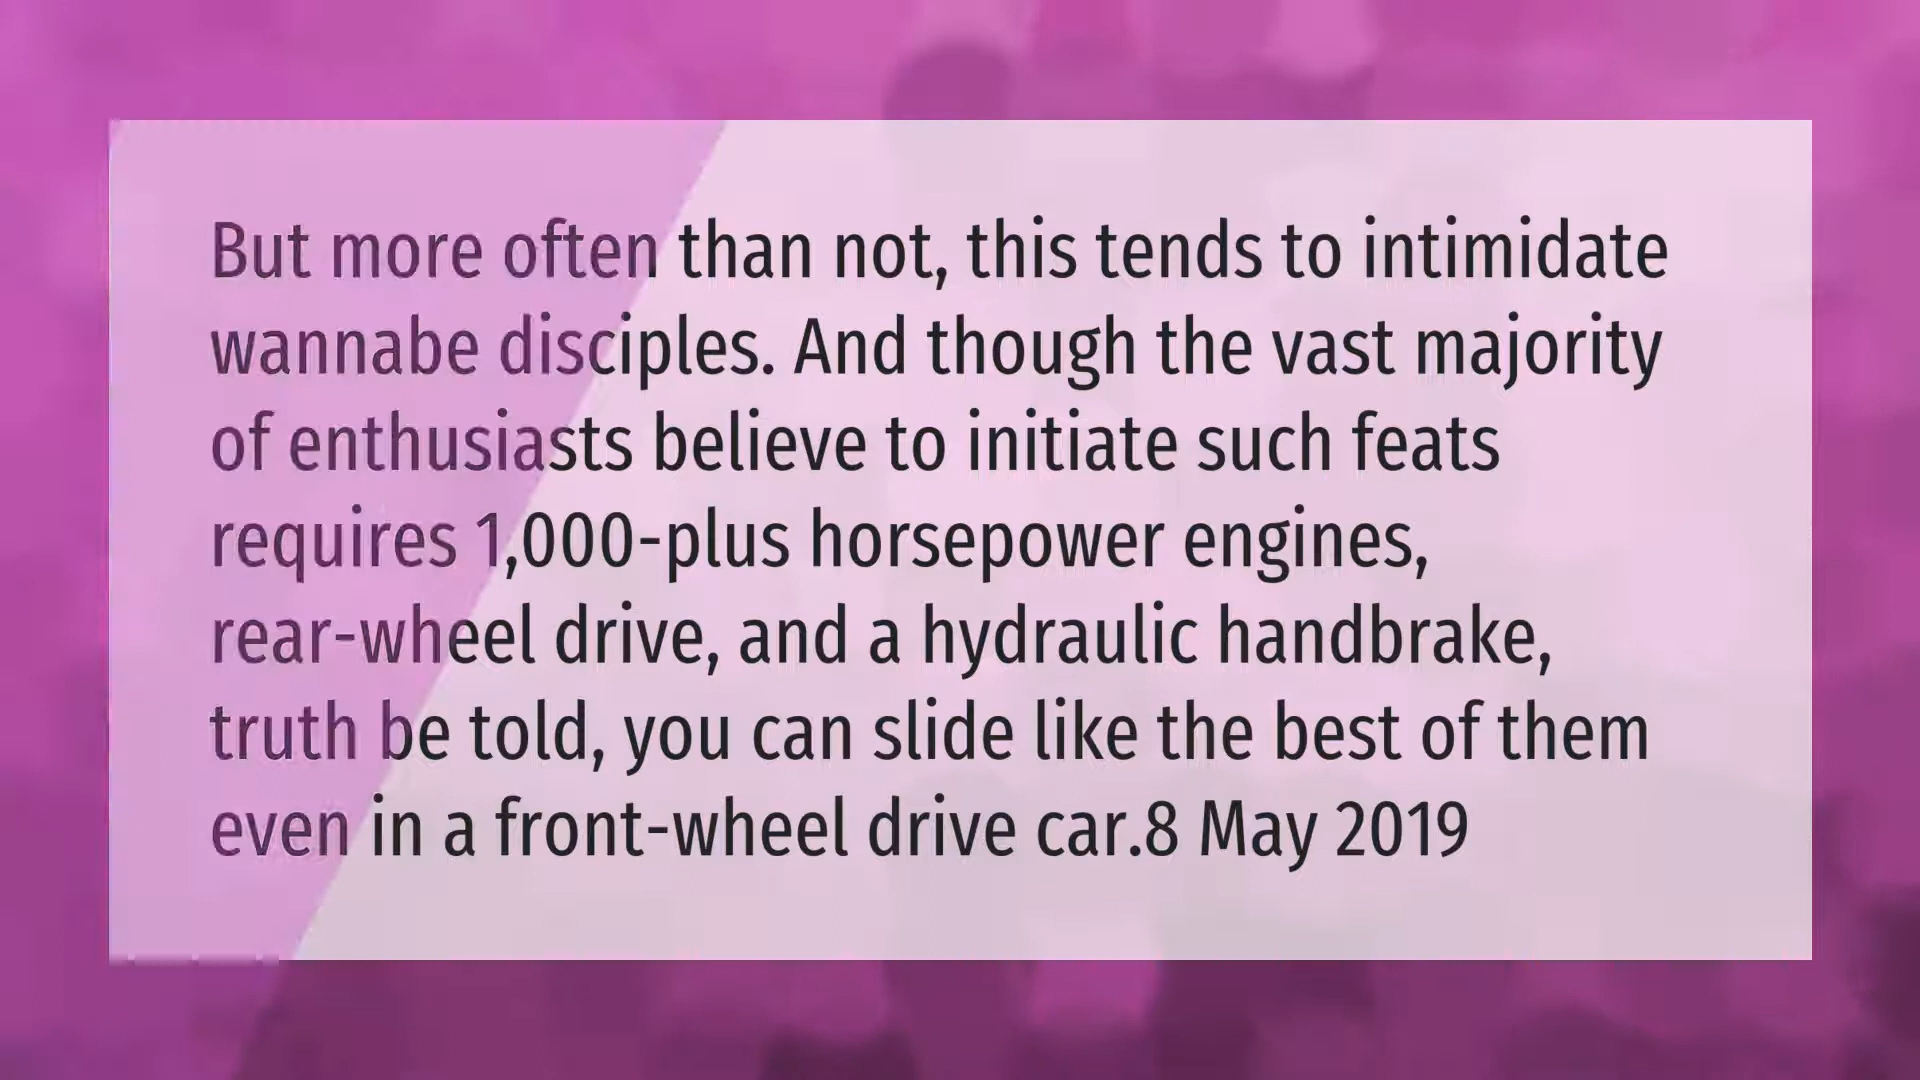 But more often than not, this tends to intimidate
wannabe disciples. And though the vast majority
of enthusiasts believe to initiate such feats
requires 1,000-plus horsepower engines,
rear-wheel drive, and a hydraulic handbrake,
truth be told, you can slide like the best of them
even in a front-wheel drive car.8 May 2019